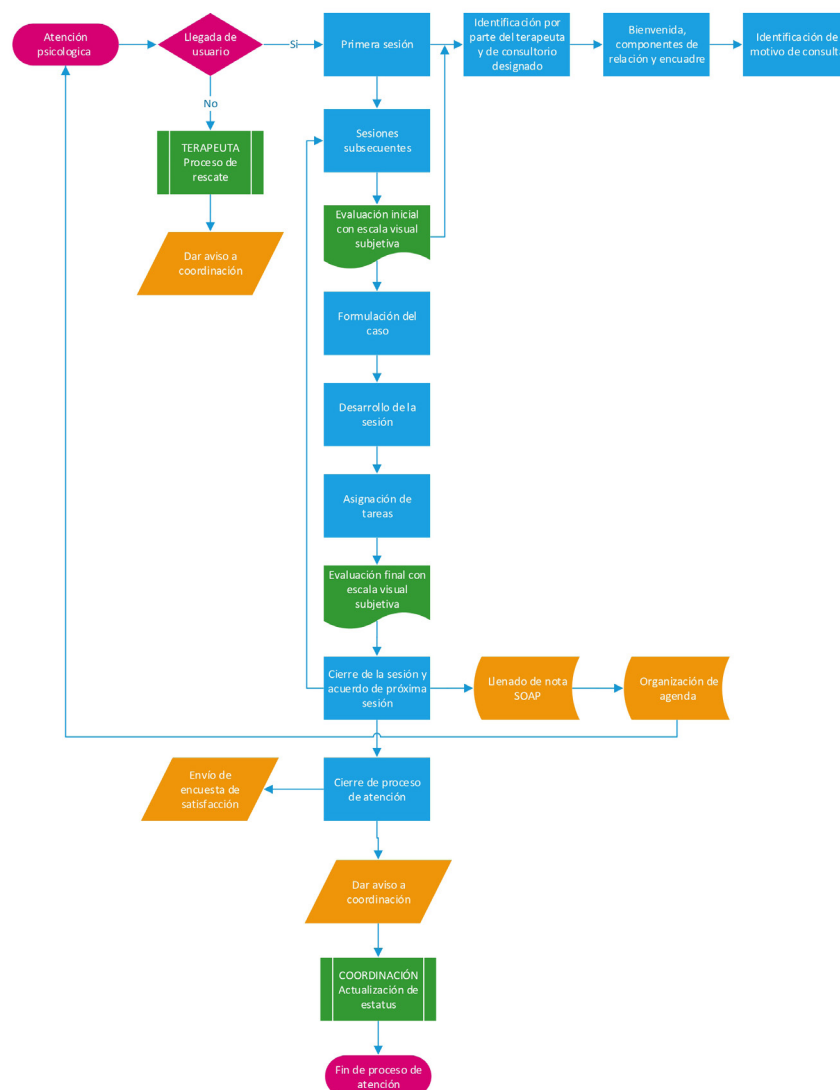 Atención
psicologica
Llegada de
usuario
Si
Primera sesión
Identificación por
parte del terapeuta
y de consultorio
designado
Bienvenida,
componentes de
relación y encuadre
Identificación de
motivo de consulta
No
TERAPEUTA
Proceso de
rescate
Sesiones
subsecuentes
Dar aviso a
coordinación
Evaluación inicial
con escala visual
subjetiva
Formulación del
caso
Desarrollo de la
sesión
Asignación de
tareas
Evaluación final con
escala visual
subjetiva
Cierre de la sesión y
acuerdo de próxima
sesión
Llenado de nota
SOAP
Organización de
agenda
Envío de
encuesta de
satisfacción
Cierre de proceso
de atención
Dar aviso a
coordinación
COORDINACIÓN
Actualización de
estatus
Fin de proceso de
atención